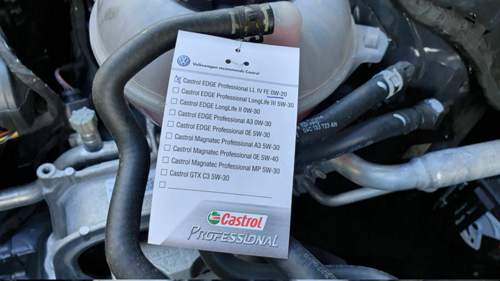 Volkswagen recommends Castrol
Castrol EDGE Professional LL IV FE 0W-20
Castrol EDGE Professional LongLife III 5W-30
Castrol EDGE LongLife II 0W-30
Castrol EDGE Professional A3 0W-30
Castrol EDGE Professional OE 5W-30
Castrol Magnatec Professional A3 5W-30
Castrol Magnatec Professional OE 5W-40
Castrol Magnatec Professional MP 5W-30
Castrol GTX C3 5W-30
Castrol
PROFESSIONAL